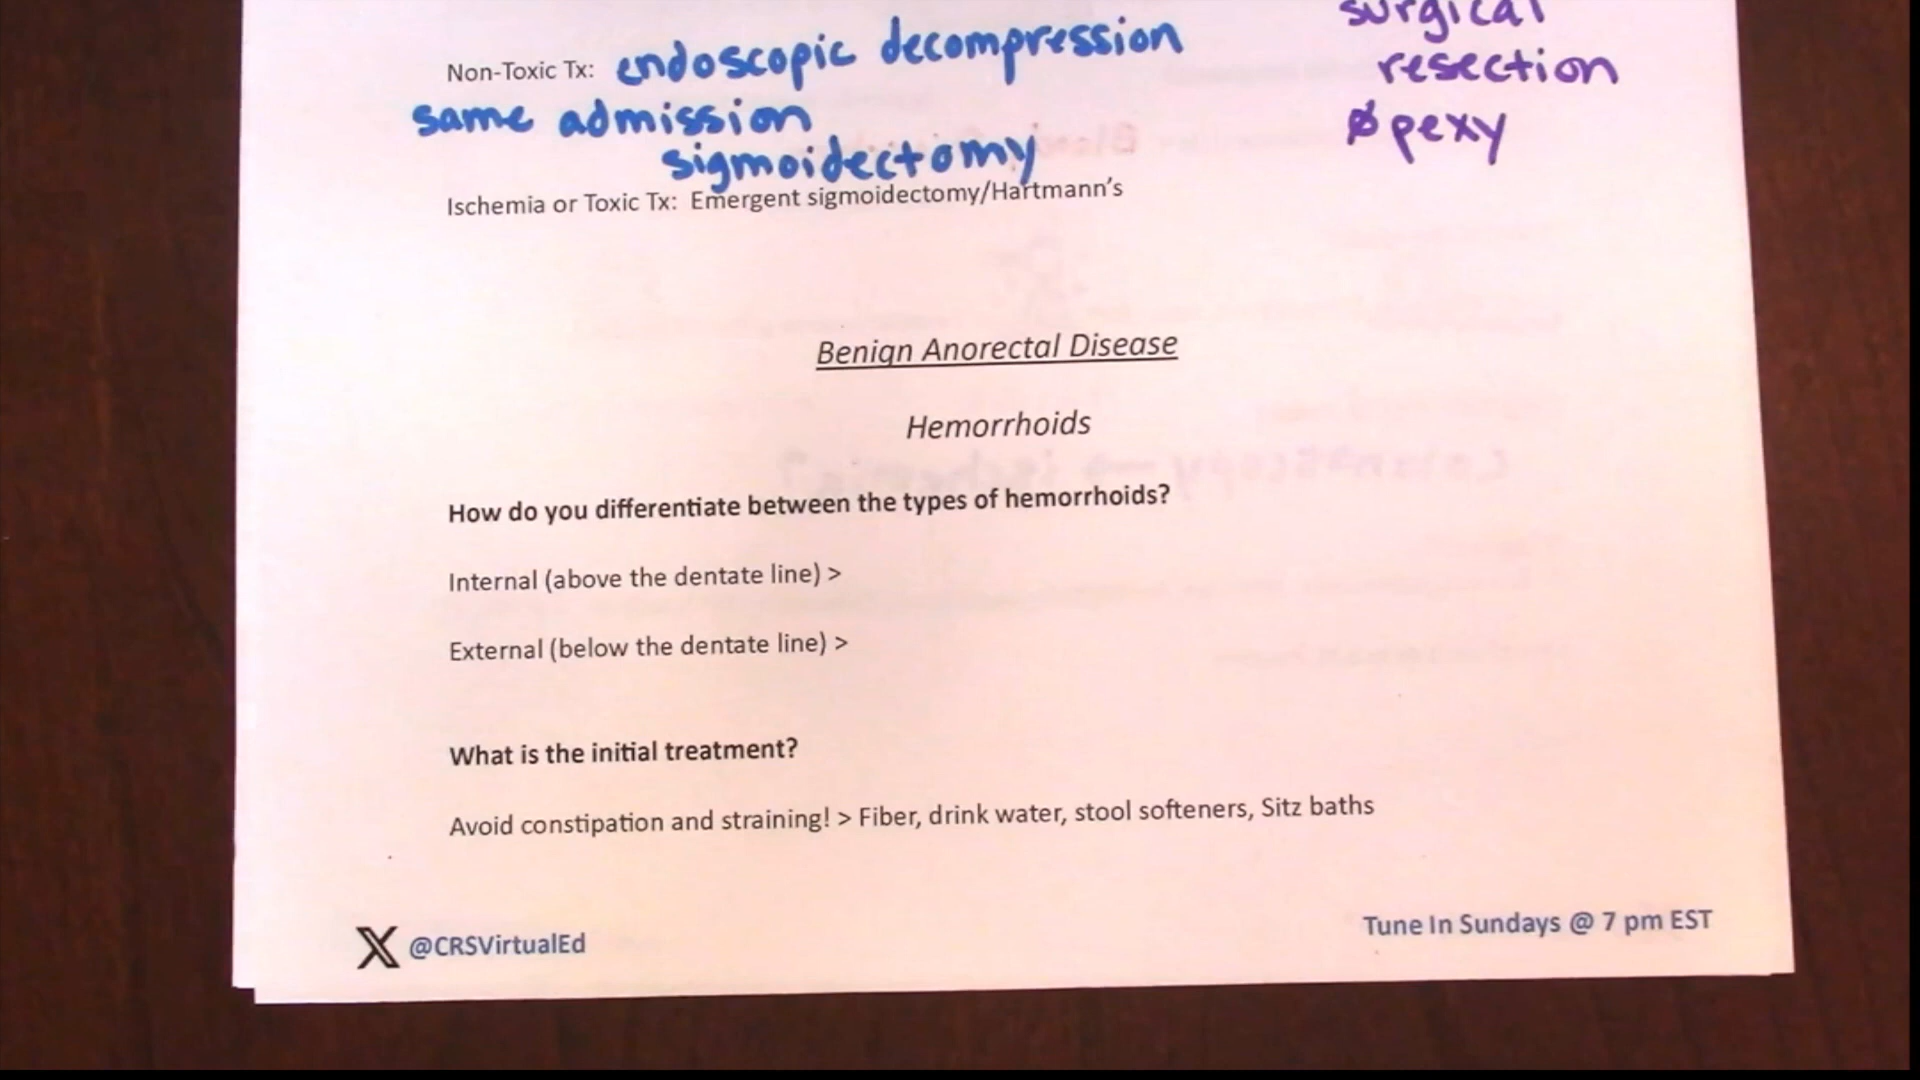 surgical
Non-Toxic Tx: endoscopic decompression
resection
same admission
Ø pexy
sigmoidectomy
Ischemia or Toxic Tx: Emergent sigmoidectomy/Hartmann's
Benign Anorectal Disease
Hemorrhoids
How do you differentiate between the types of hemorrhoids?
Internal (above the dentate line) >
External (below the dentate line) >
What is the initial treatment?
Avoid constipation and straining! > Fiber, drink water, stool softeners, Sitz baths
X @CRSVirtualEd
Tune In Sundays @ 7 pm EST